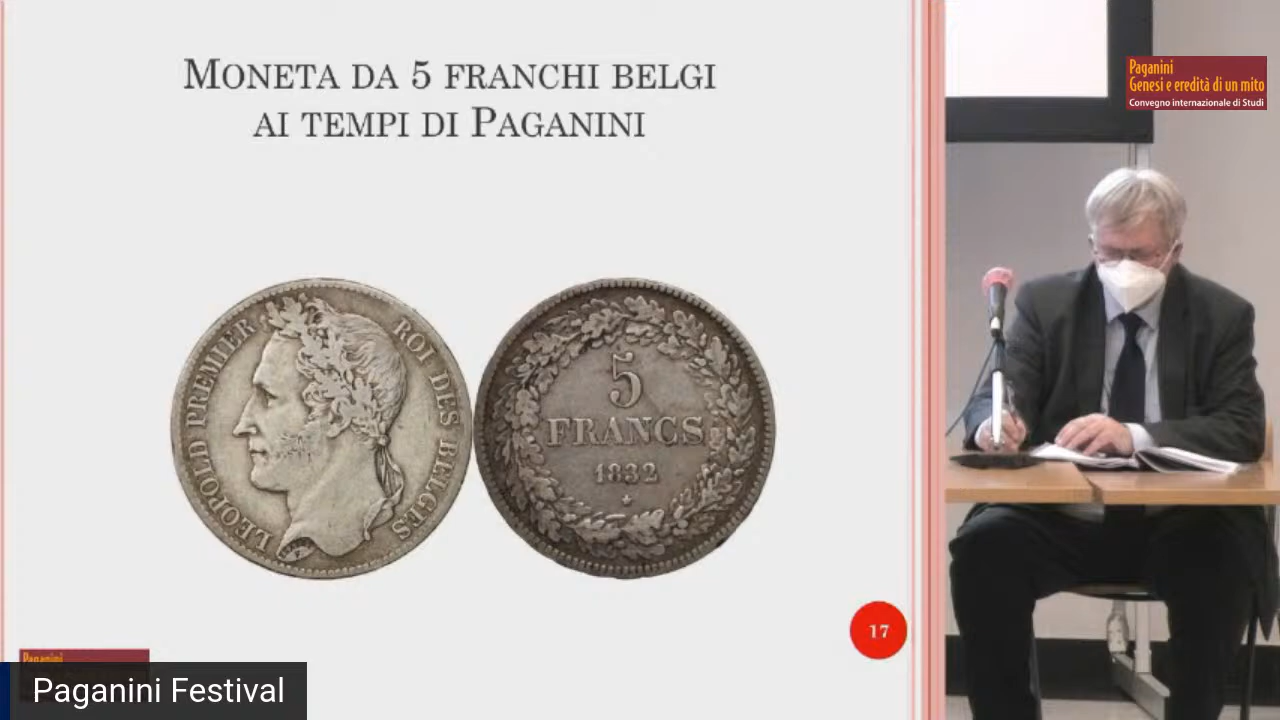 MONETA DA 5 FRANCHI BELGI
AI TEMPI DI PAGANINI
LEOPOLD PREMIER ROI DES BELGES
5
FRANCS
1832
17
Paganini
Genesi e eredità di un mito
Convegno internazionale di Studi
Paganini
Paganini Festival